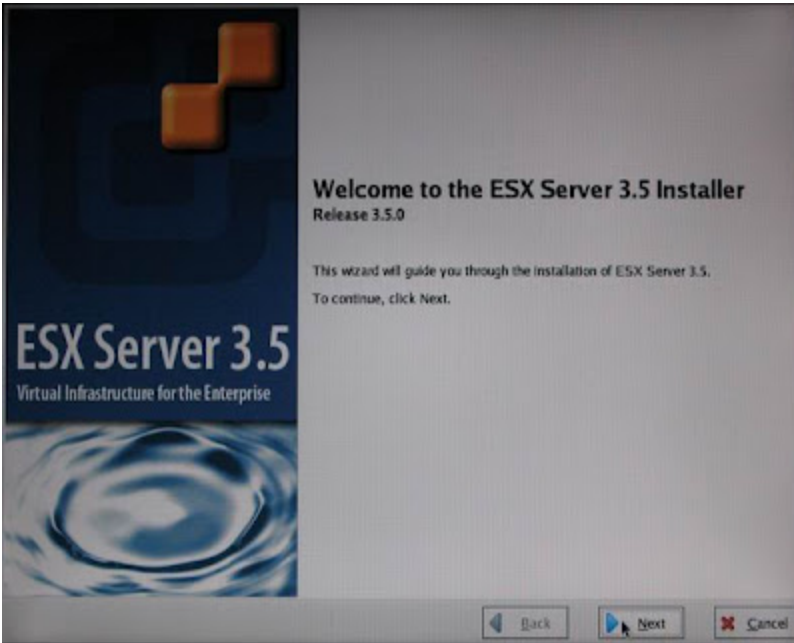 Welcome to the ESX Server 3.5 Installer
Release 3.5.0
This wizard will guide you through the installation of ESX Server 3.5.
To continue, click Next.
ESX Server 3.5
Virtual Infrastructure for the Enterprise
Back
Next
Cancel